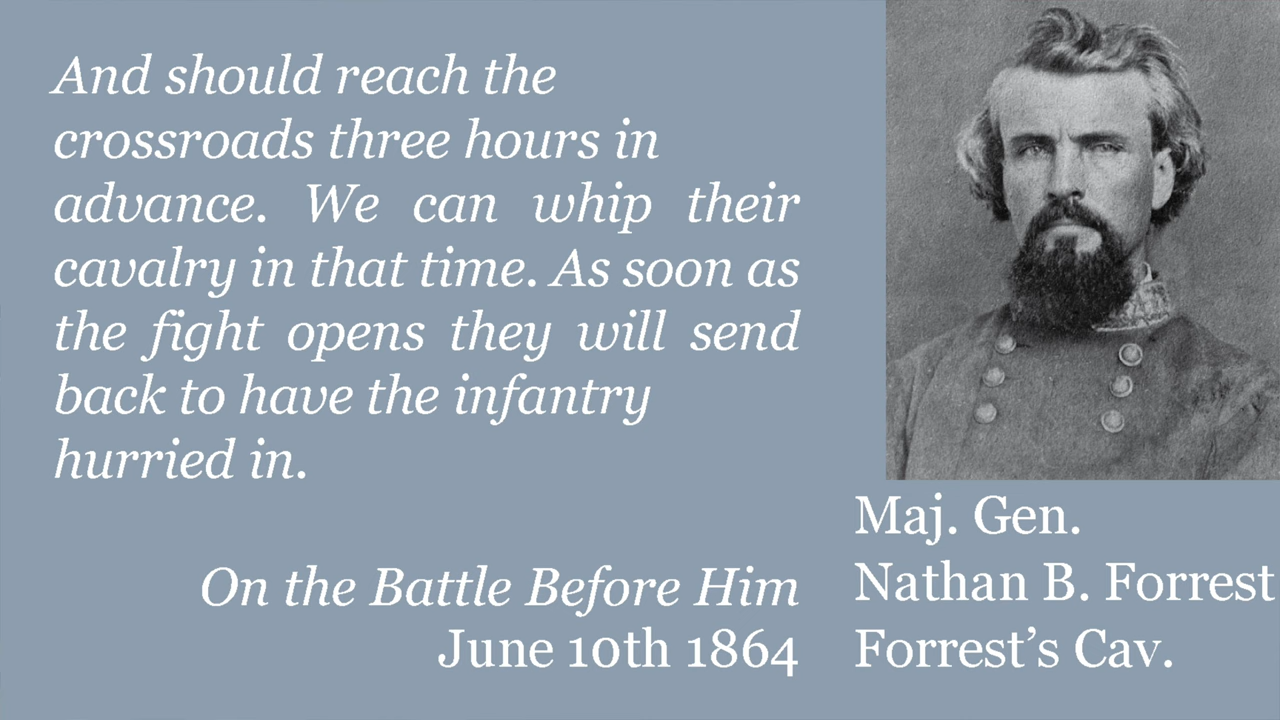 And should reach the
crossroads three hours in
advance. We can whip their
cavalry in that time. As soon as
the fight opens they will send
back to have the infantry
hurried in.
On the Battle Before Him
June 10th 1864
Maj. Gen.
Nathan B. Forrest
Forrest’s Cav.